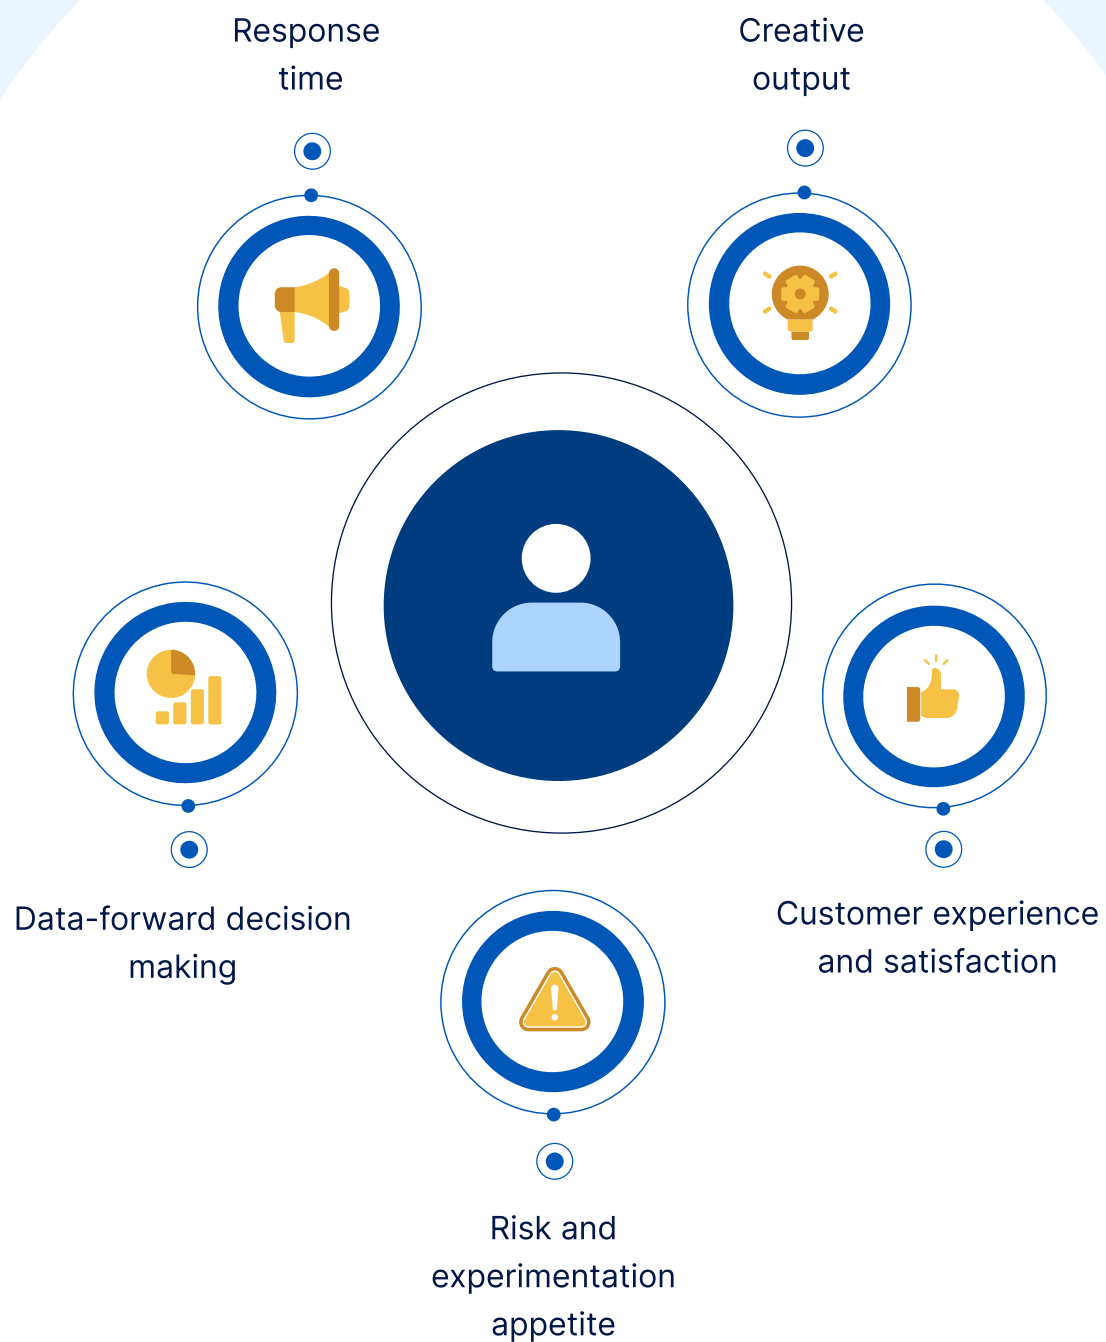 Response
time
Creative
output
Data-forward decision
making
Customer experience
and satisfaction
Risk and
experimentation
appetite